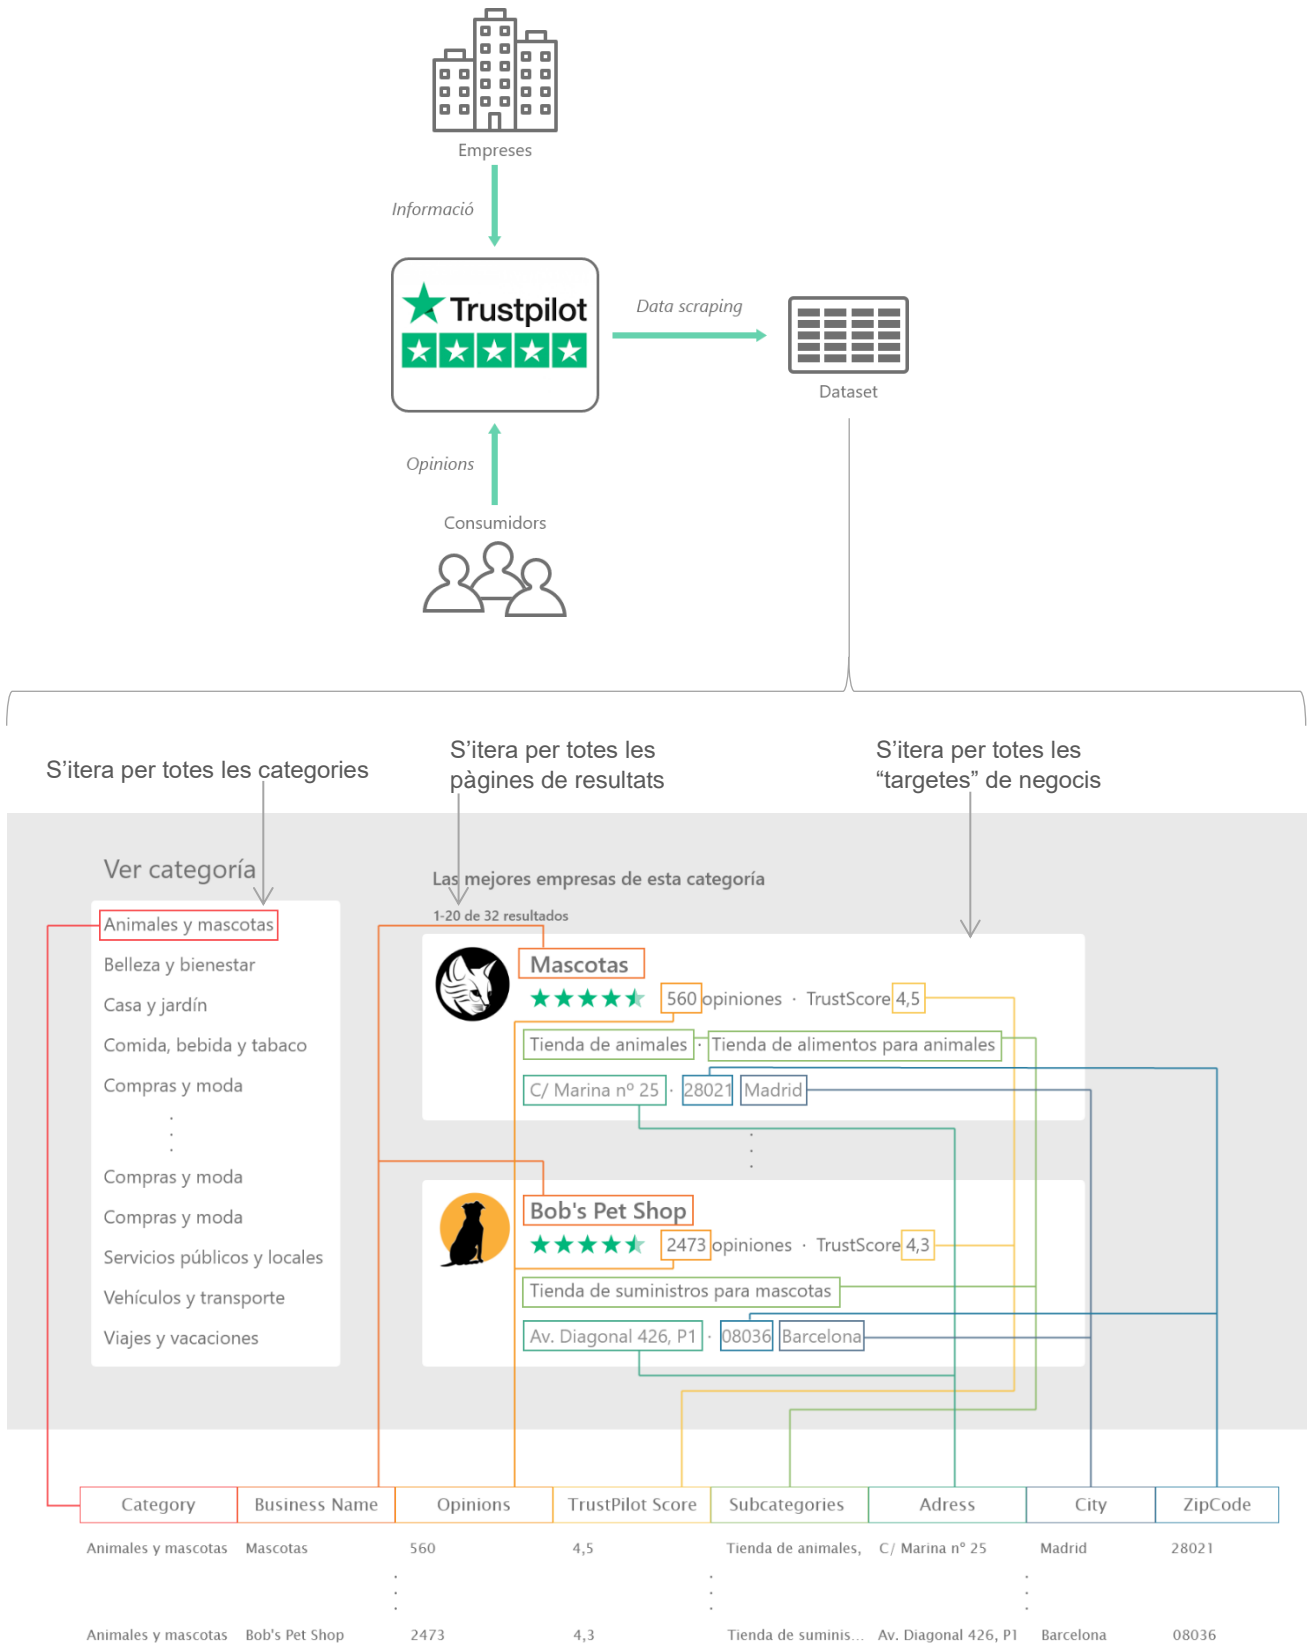 Empreses
Informació
Trustpilot
Data scraping
Dataset
Opinions
Consumidors
S'itera per totes les categories
S'itera per totes les
pàgines de resultats
S'itera per totes les
“targetes” de negocis
Ver categoría
Animales y mascotas
Belleza y bienestar
Casa y jardín
Comida, bebida y tabaco
Compras y moda
Compras y moda
Compras y moda
Servicios públicos y locales
Vehículos y transporte
Viajes y vacaciones
Las mejores empresas de esta categoría
1-20 de 32 resultados
Mascotas
560 opiniones · TrustScore 4,5
Tienda de animales · Tienda de alimentos para animales
C/ Marina nº 25 · 28021 Madrid
Bob's Pet Shop
2473 opiniones · TrustScore 4,3
Tienda de suministros para mascotas
Av. Diagonal 426, P1 · 08036 Barcelona
Category Business Name Opinions TrustPilot Score Subcategories Adress City ZipCode
Animales y mascotas Mascotas 560 4,5 Tienda de animales, C/ Marina nº 25 Madrid 28021
Animales y mascotas Bob's Pet Shop 2473 4,3 Tienda de suminis... Av. Diagonal 426, P1 Barcelona 08036